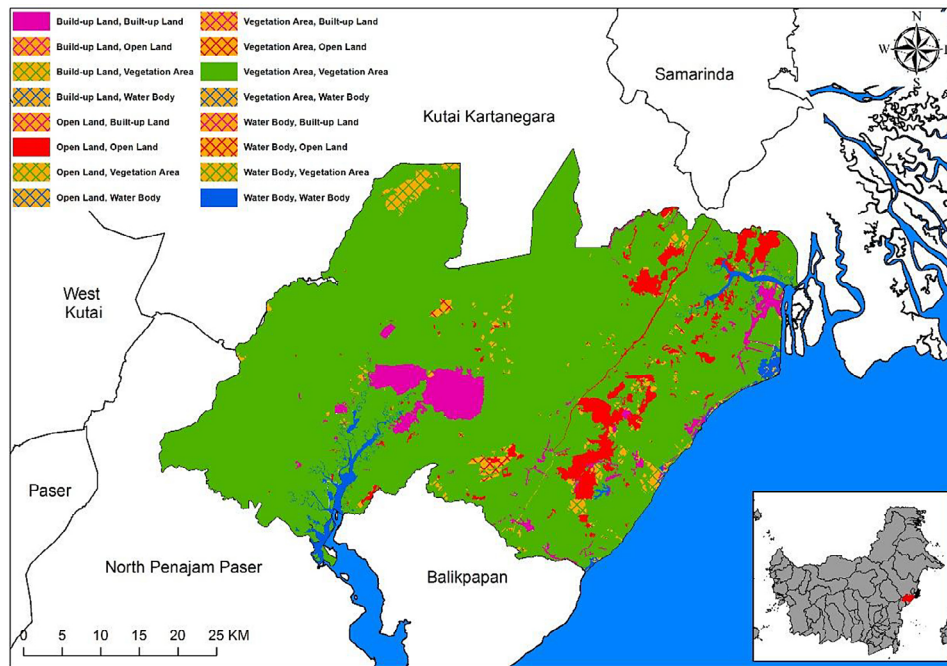 Build-up Land, Built-up Land
Build-up Land, Open Land
Build-up Land, Vegetation Area
Build-up Land, Water Body
Open Land, Built-up Land
Open Land, Open Land
Open Land, Vegetation Area
Open Land, Water Body
Vegetation Area, Built-up Land
Vegetation Area, Open Land
Vegetation Area, Vegetation Area
Vegetation Area, Water Body
Water Body, Built-up Land
Water Body, Open Land
Water Body, Vegetation Area
Water Body, Water Body
N
W E
S
Samarinda
Kutai Kartanegara
West
Kutai
Paser
North Penajam Paser
Balikpapan
0 5 10 15 20 25 KM